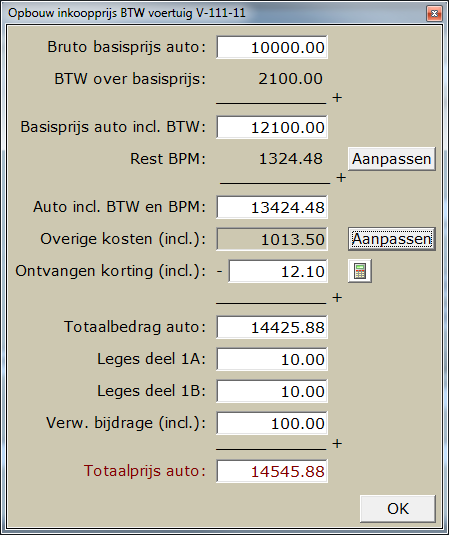 Opbouw inkoopprijs BTW voertuig V-111-11
Bruto basisprijs auto: 10000.00
BTW over basisprijs: 2100.00
+
Basisprijs auto incl. BTW: 12100.00
Rest BPM: 1324.48 Aanpassen
+
Auto incl. BTW en BPM: 13424.48
Overige kosten (incl.): 1013.50 Aanpassen
Ontvangen korting (incl.): - 12.10
+
Totaalbedrag auto: 14425.88
Leges deel 1A: 10.00
Leges deel 1B: 10.00
Verw. bijdrage (incl.): 100.00
+
Totaalprijs auto: 14545.88
OK